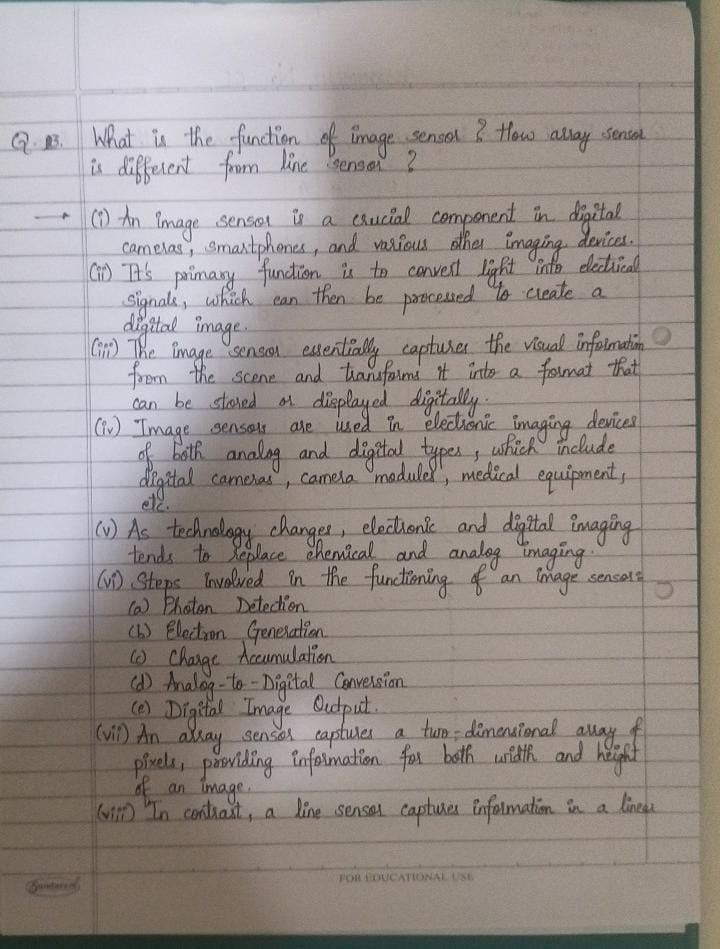 Q. 03. What is the function of image sensor ? How array sensor
is different from line sensor ?
→ (i) An image sensor is a crucial component in digital
cameras, smartphones, and various other imaging devices.
(ii) It's primary function is to convert light into electrical
signals, which can then be processed to create a
digital image.
(iii) The image sensor essentially captures the visual information
from the scene and transforms it into a format that
can be stored or displayed digitally.
(iv) Image sensors are used in electronic imaging devices
of both analog and digital types, which include
digital cameras, camera modules, medical equipment,
etc.
(v) As technology changes, electronic and digital imaging
tends to replace chemical and analog imaging.
(vi) Steps involved in the functioning of an image sensor:
(a) Photon Detection
(b) Electron Generation
(c) Charge Accumulation
(d) Analog-to-Digital Conversion
(e) Digital Image Output.
(vii) An array sensor captures a two-dimensional array of
pixels, providing information for both width and height
of an image.
(viii) In contrast, a line sensor captures information in a linear
Sundaram
FOR EDUCATIONAL USE